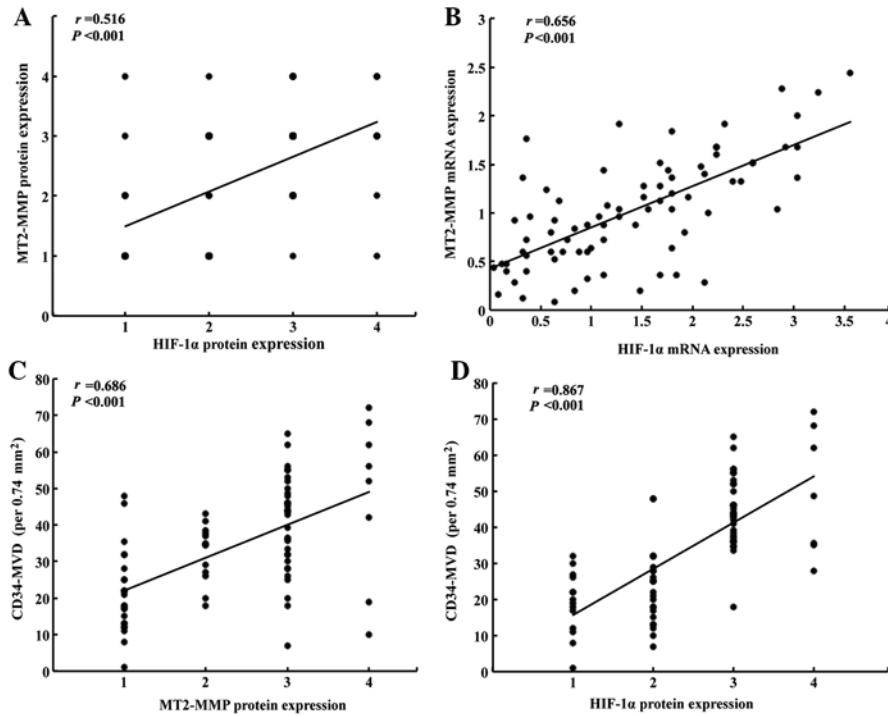 A
r =0.516
P <0.001
4
3
2
1
0
MT2-MMP protein expression
1 2 3 4
HIF-1α protein expression
B
r =0.656
P <0.001
3
2.5
2
1.5
1
0.5
0
MT2-MMP mRNA expression
0 0.5 1 1.5 2 2.5 3 3.5 4
HIF-1α mRNA expression
C
r =0.686
P <0.001
80
70
60
50
40
30
20
10
0
CD34-MVD (per 0.74 mm²)
1 2 3 4
MT2-MMP protein expression
D
r =0.867
P <0.001
80
70
60
50
40
30
20
10
0
CD34-MVD (per 0.74 mm²)
1 2 3 4
HIF-1α protein expression